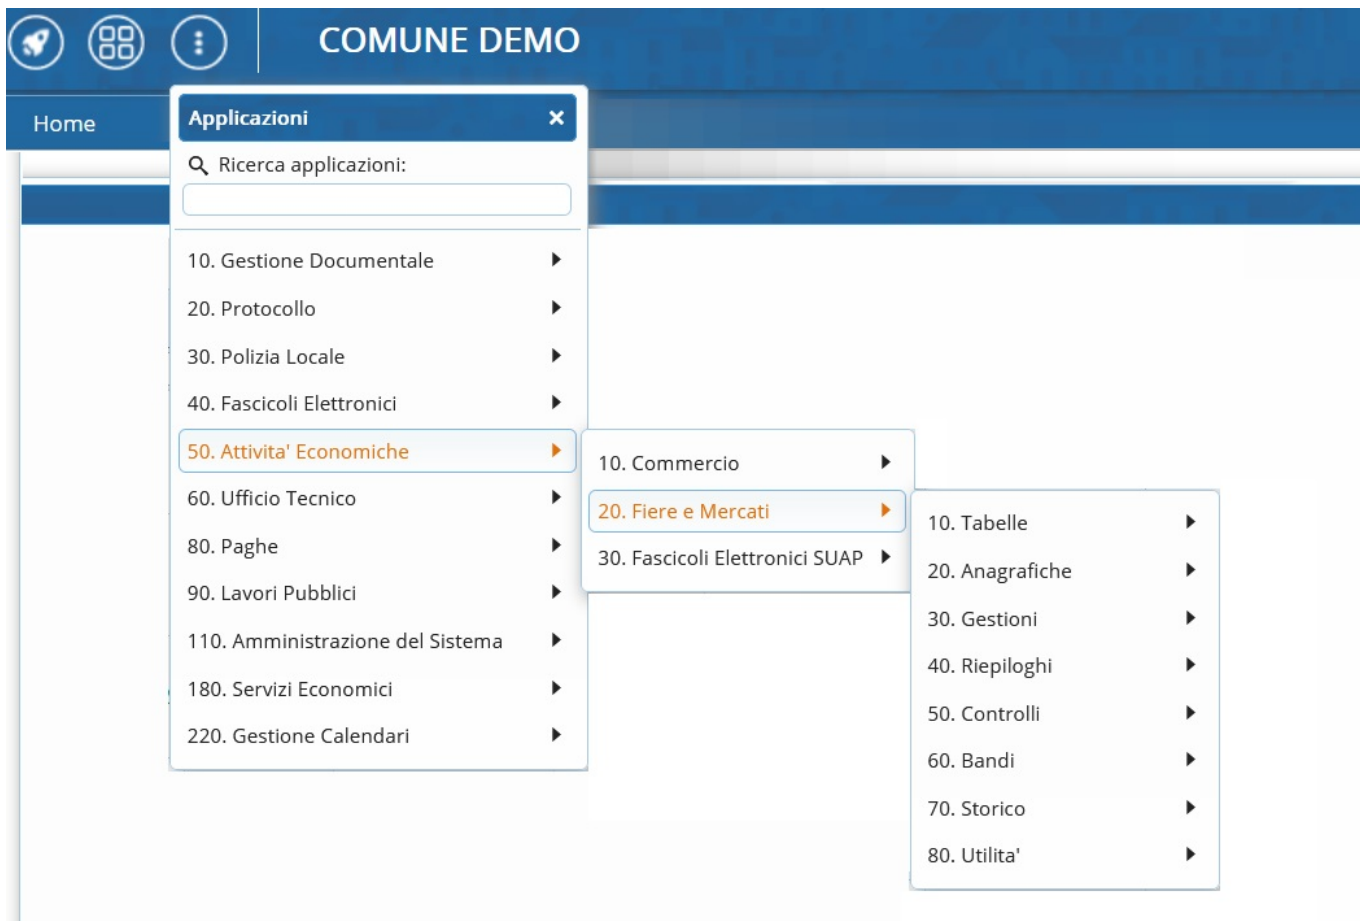 COMUNE DEMO
Home
Applazioni
Ricerca applicazioni:
10. Gestione Documentale
20. Protocollo
30. Polizia Locale
40. Fascicoli Elettronici
50. Attivita' Economiche
60. Ufficio Tecnico
80. Paghe
90. Lavori Pubblici
110. Amministrazione del Sistema
180. Servizi Economici
220. Gestione Calendari
10. Commercio
20. Fiere e Mercati
30. Fascicoli Elettronici SUAP
10. Tabelle
20. Anagrafiche
30. Gestioni
40. Riepiloghi
50. Controlli
60. Bandi
70. Storico
80. Utilita'